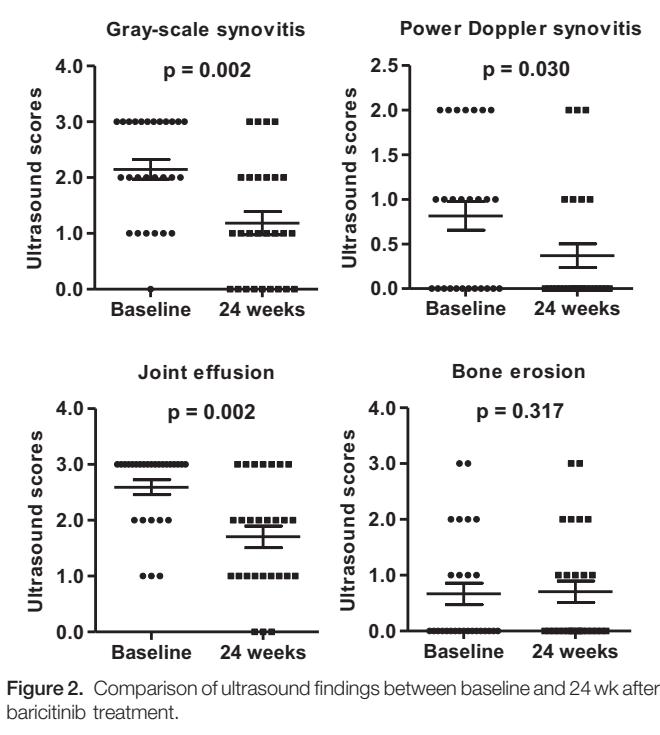 Gray-scale synovitis
p = 0.002
Ultrasound scores
4.0
3.0
2.0
1.0
0.0
Baseline 24 weeks
Power Doppler synovitis
p = 0.030
Ultrasound scores
2.5
2.0
1.5
1.0
0.5
0.0
Baseline 24 weeks
Joint effusion
p = 0.002
Ultrasound scores
4.0
3.0
2.0
1.0
0.0
Baseline 24 weeks
Bone erosion
p = 0.317
Ultrasound scores
4.0
3.0
2.0
1.0
0.0
Baseline 24 weeks
Figure 2. Comparison of ultrasound findings between baseline and 24 wk after
baricitinib treatment.